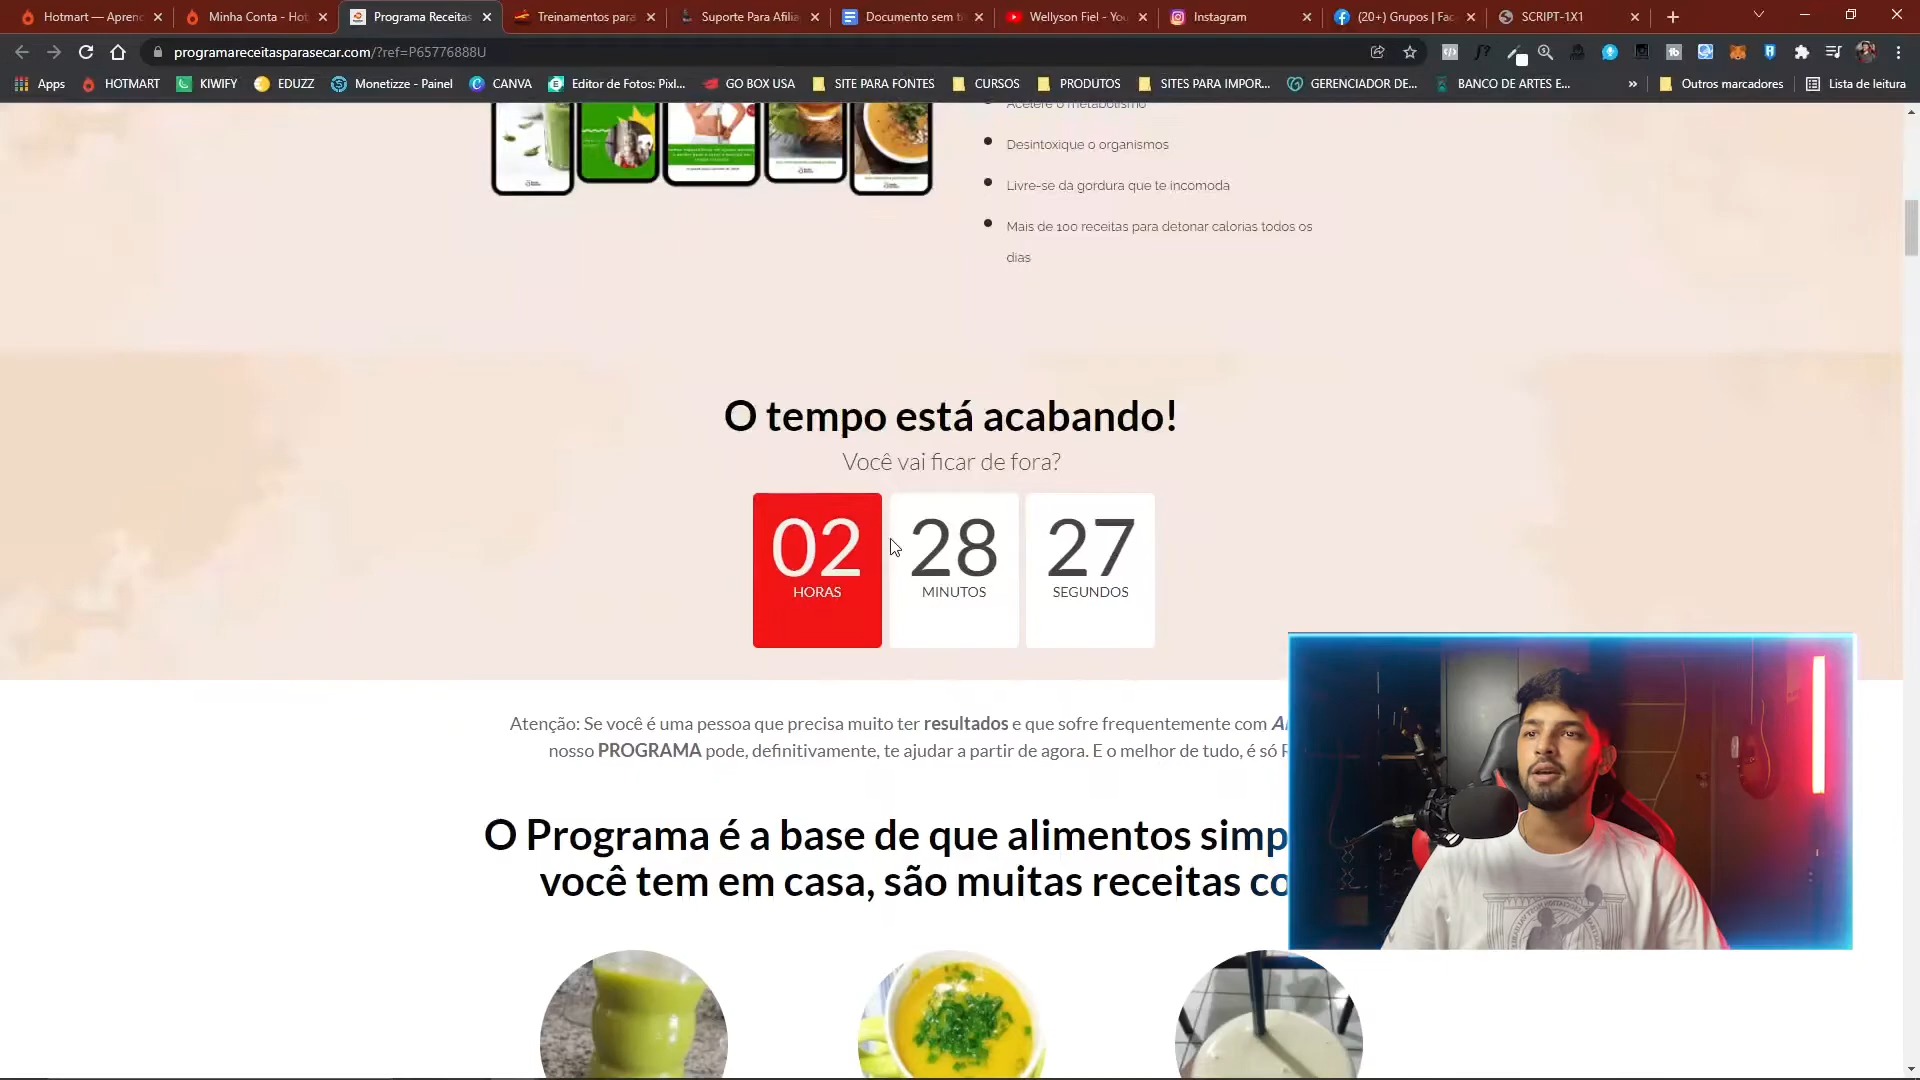 Hotmart — Apren
Minha Conta - Hot
Programa Receitas
Treinamentos para
Suporte Para Afilia
Documento sem tí
Wellyson Fiel - You
Instagram
(20+) Grupos | Fac
SCRIPT-1X1
programareceitasparasecar.com/?ref=P65776888U
Apps
HOTMART
KIWIFY
EDUZZ
Monetizze - Painel
CANVA
Editor de Fotos: Pixl...
GO BOX USA
SITE PARA FONTES
CURSOS
PRODUTOS
SITES PARA IMPOR...
GERENCIADOR DE...
BANCO DE ARTES E...
»
Outros marcadores
Lista de leitura
Acelere o metabolismo
Desintoxique o organismos
Livre-se da gordura que te incomoda
Mais de 100 receitas para detonar calorias todos os
dias
O tempo está acabando!
Você vai ficar de fora?
02 28 27
HORAS MINUTOS SEGUNDOS
Atenção: Se você é uma pessoa que precisa muito ter resultados e que sofre frequentemente com
nosso PROGRAMA pode, definitivamente, te ajudar a partir de agora. E o melhor de tudo, é só
O Programa é a base de que alimentos simp
você tem em casa, são muitas receitas co